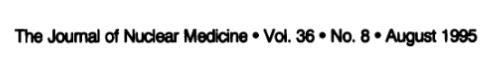 The Journal of Nuclear Medicine • Vol. 36 • No. 8 • August 1995